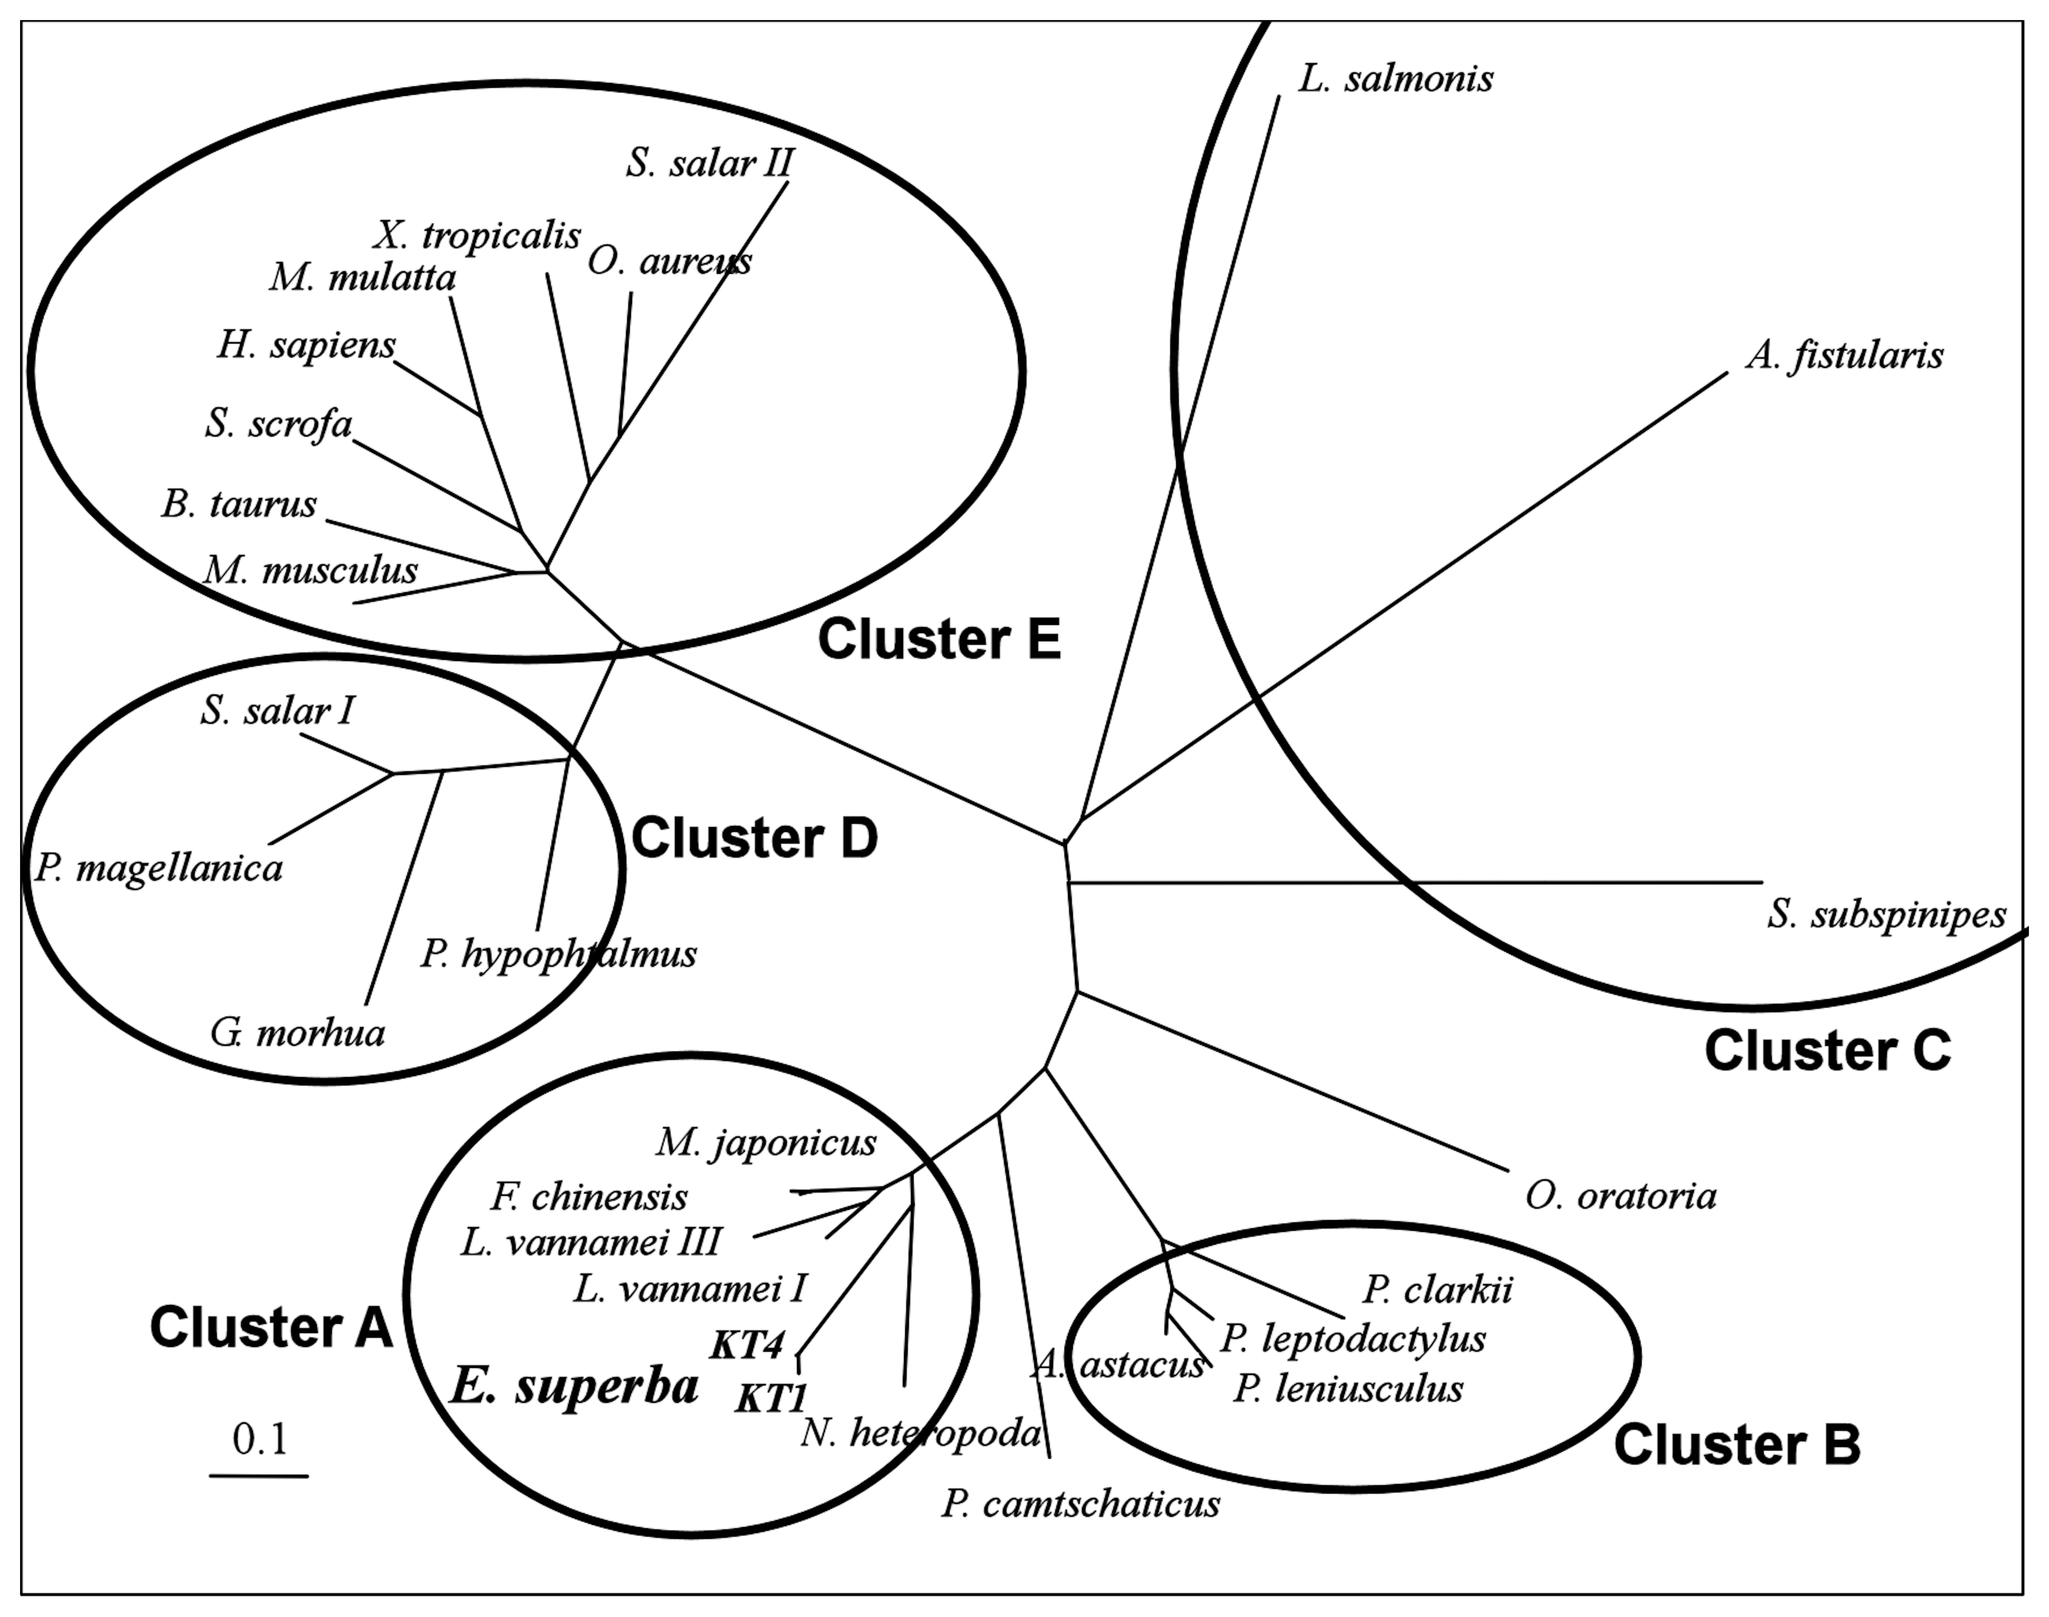 L. salmonis
S. salar II
X. tropicalis
O. aureus
M. mulatta
H. sapiens
A. fistularis
S. scrofa
B. taurus
M. musculus
Cluster E
S. salar I
Cluster D
P. magellanica
S. subspinipes
P. hypophtalmus
G. morhua
Cluster C
M. japonicus
F. chinensis
O. oratoria
L. vannamei III
L. vannamei I
P. clarkii
Cluster A
KT4
P. leptodactylus
A. astacus
E. superba
KT1
P. leniusculus
N. heteropoda
0.1
Cluster B
P. camtschaticus